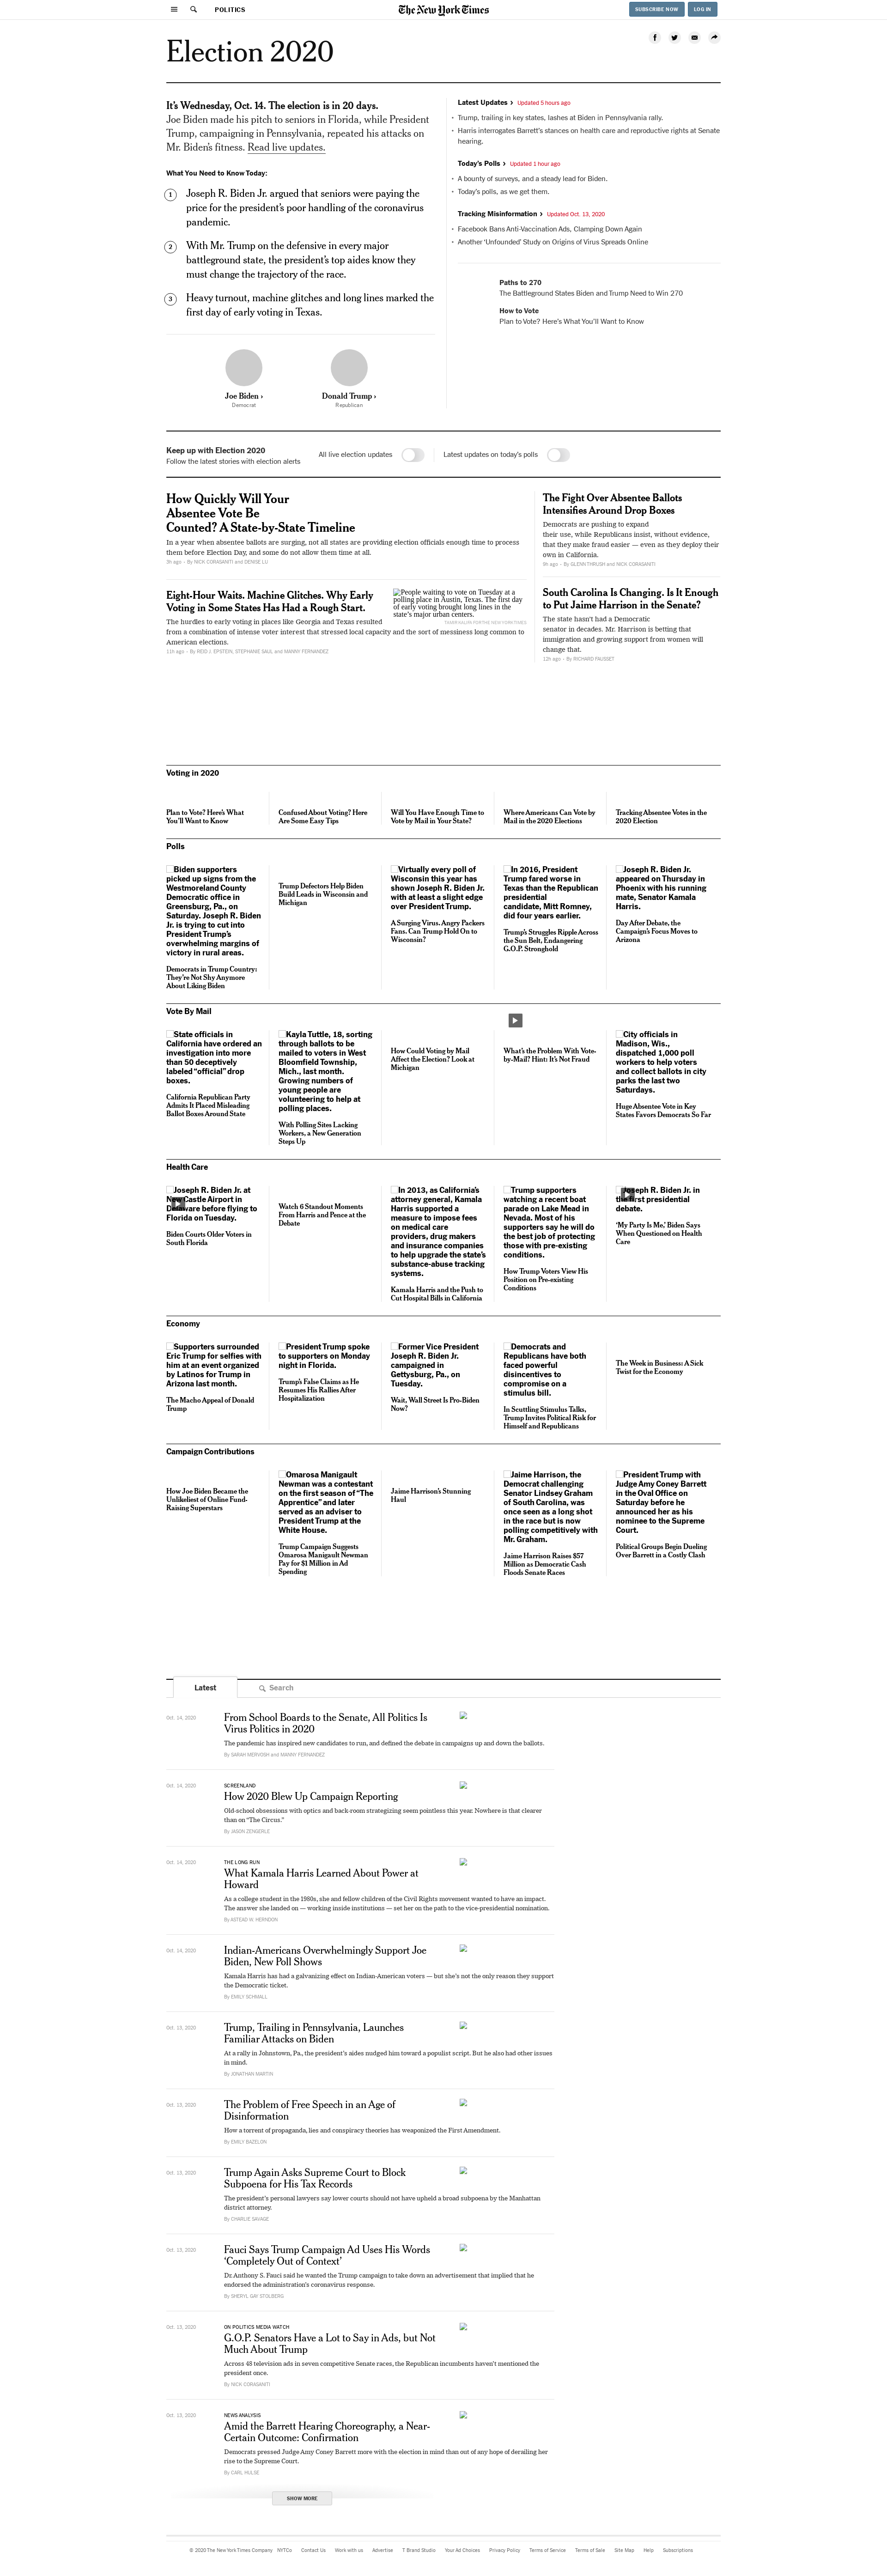 POLITICS
The New York Times
SUBSCRIBE NOW
LOG IN
Election 2020
It's Wednesday, Oct. 14. The election is in 20 days.
Joe Biden made his pitch to seniors in Florida, while President
Trump, campaigning in Pennsylvania, repeated his attacks on
Mr. Biden's fitness. Read live updates.
What You Need to Know Today:
1
Joseph R. Biden Jr. argued that seniors were paying the
price for the president's poor handling of the coronavirus
pandemic.
2
With Mr. Trump on the defensive in every major
battleground state, the president's top aides know they
must change the trajectory of the race.
3
Heavy turnout, machine glitches and long lines marked the
first day of early voting in Texas.
Joe Biden ›
Democrat
Donald Trump ›
Republican
Latest Updates › Updated 5 hours ago
• Trump, trailing in key states, lashes at Biden in Pennsylvania rally.
• Harris interrogates Barrett's stances on health care and reproductive rights at Senate
hearing.
Today's Polls › Updated 1 hour ago
• A bounty of surveys, and a steady lead for Biden.
• Today's polls, as we get them.
Tracking Misinformation › Updated Oct. 13, 2020
• Facebook Bans Anti-Vaccination Ads, Clamping Down Again
• Another 'Unfounded' Study on Origins of Virus Spreads Online
Paths to 270
The Battleground States Biden and Trump Need to Win 270
How to Vote
Plan to Vote? Here's What You'll Want to Know
Keep up with Election 2020
Follow the latest stories with election alerts
All live election updates
Latest updates on today's polls
How Quickly Will Your
Absentee Vote Be
Counted? A State-by-State Timeline
In a year when absentee ballots are surging, not all states are providing election officials enough time to process
them before Election Day, and some do not allow them time at all.
3h ago - By NICK CORASANITI and DENISE LU
Eight-Hour Waits. Machine Glitches. Why Early
Voting in Some States Has Had a Rough Start.
People waiting to vote on Tuesday at a
polling place in Austin, Texas. The first day
of early voting brought long lines in the
state's major urban centers.
TAMIR KALIFA FOR THE NEW YORK TIMES
The hurdles to early voting in places like Georgia and Texas resulted
from a combination of intense voter interest that stressed local capacity and the sort of messiness long common to
American elections.
11h ago - By REID J. EPSTEIN, STEPHANIE SAUL and MANNY FERNANDEZ
The Fight Over Absentee Ballots
Intensifies Around Drop Boxes
Democrats are pushing to expand
their use, while Republicans insist, without evidence,
that they make fraud easier — even as they deploy their
own in California.
9h ago - By GLENN THRUSH and NICK CORASANITI
South Carolina Is Changing. Is It Enough
to Put Jaime Harrison in the Senate?
The state hasn't had a Democratic
senator in decades. Mr. Harrison is betting that
immigration and growing support from women will
change that.
12h ago - By RICHARD FAUSSET
Voting in 2020
Plan to Vote? Here's What
You'll Want to Know
Confused About Voting? Here
Are Some Easy Tips
Will You Have Enough Time to
Vote by Mail in Your State?
Where Americans Can Vote by
Mail in the 2020 Elections
Tracking Absentee Votes in the
2020 Election
Polls
Biden supporters
picked up signs from the
Westmoreland County
Democratic office in
Greensburg, Pa., on
Saturday. Joseph R. Biden
Jr. is trying to cut into
President Trump's
overwhelming margins of
victory in rural areas.
Democrats in Trump Country:
They're Not Shy Anymore
About Liking Biden
Trump Defectors Help Biden
Build Leads in Wisconsin and
Michigan
Virtually every poll of
Wisconsin this year has
shown Joseph R. Biden Jr.
with at least a slight edge
over President Trump.
A Surging Virus. Angry Packers
Fans. Can Trump Hold On to
Wisconsin?
In 2016, President
Trump fared worse in
Texas than the Republican
presidential
candidate, Mitt Romney,
did four years earlier.
Trump's Struggles Ripple Across
the Sun Belt, Endangering
G.O.P. Stronghold
Joseph R. Biden Jr.
appeared on Thursday in
Phoenix with his running
mate, Senator Kamala
Harris.
Day After Debate, the
Campaign's Focus Moves to
Arizona
Vote By Mail
State officials in
California have ordered an
investigation into more
than 50 deceptively
labeled "official" drop
boxes.
California Republican Party
Admits It Placed Misleading
Ballot Boxes Around State
Kayla Tuttle, 18, sorting
through ballots to be
mailed to voters in West
Bloomfield Township,
Mich., last month.
Growing numbers of
young people are
volunteering to help at
polling places.
With Polling Sites Lacking
Workers, a New Generation
Steps Up
How Could Voting by Mail
Affect the Election? Look at
Michigan
What's the Problem With Vote-
by-Mail? Hint: It's Not Fraud
City officials in
Madison, Wis.,
dispatched 1,000 poll
workers to help voters
and collect ballots in city
parks the last two
Saturdays.
Huge Absentee Vote in Key
States Favors Democrats So Far
Health Care
Joseph R. Biden Jr. at
New Castle Airport in
Delaware before flying to
Florida on Tuesday.
Biden Courts Older Voters in
South Florida
Watch 6 Standout Moments
From Harris and Pence at the
Debate
In 2013, as California's
attorney general, Kamala
Harris supported a
measure to impose fees
on medical care
providers, drug makers
and insurance companies
to help upgrade the state's
substance-abuse tracking
systems.
Kamala Harris and the Push to
Cut Hospital Bills in California
Trump supporters
watching a recent boat
parade on Lake Mead in
Nevada. Most of his
supporters say he will do
the best job of protecting
those with pre-existing
conditions.
How Trump Voters View His
Position on Pre-existing
Conditions
Joseph R. Biden Jr. in
the first presidential
debate.
'My Party Is Me,' Biden Says
When Questioned on Health
Care
Economy
Supporters surrounded
Eric Trump for selfies with
him at an event organized
by Latinos for Trump in
Arizona last month.
The Macho Appeal of Donald
Trump
President Trump spoke
to supporters on Monday
night in Florida.
Trump's False Claims as He
Resumes His Rallies After
Hospitalization
Former Vice President
Joseph R. Biden Jr.
campaigned in
Gettysburg, Pa., on
Tuesday.
Wait, Wall Street Is Pro-Biden
Now?
Democrats and
Republicans have both
faced powerful
disincentives to
compromise on a
stimulus bill.
In Scuttling Stimulus Talks,
Trump Invites Political Risk for
Himself and Republicans
The Week in Business: A Sick
Twist for the Economy
Campaign Contributions
How Joe Biden Became the
Unlikeliest of Online Fund-
Raising Superstars
Omarosa Manigault
Newman was a contestant
on the first season of "The
Apprentice" and later
served as an adviser to
President Trump at the
White House.
Trump Campaign Suggests
Omarosa Manigault Newman
Pay for $1 Million in Ad
Spending
Jaime Harrison's Stunning
Haul
Jaime Harrison, the
Democrat challenging
Senator Lindsey Graham
of South Carolina, was
once seen as a long shot
in the race but is now
polling competitively with
Mr. Graham.
Jaime Harrison Raises $57
Million as Democratic Cash
Floods Senate Races
President Trump with
Judge Amy Coney Barrett
in the Oval Office on
Saturday before he
announced her as his
nominee to the Supreme
Court.
Political Groups Begin Dueling
Over Barrett in a Costly Clash
Latest
Search
Oct. 14, 2020
From School Boards to the Senate, All Politics Is
Virus Politics in 2020
The pandemic has inspired new candidates to run, and defined the debate in campaigns up and down the ballots.
By SARAH MERVOSH and MANNY FERNANDEZ
Oct. 14, 2020
SCREENLAND
How 2020 Blew Up Campaign Reporting
Old-school obsessions with optics and back-room strategizing seem pointless this year. Nowhere is that clearer
than on "The Circus."
By JASON ZENGERLE
Oct. 14, 2020
THE LONG RUN
What Kamala Harris Learned About Power at
Howard
As a college student in the 1980s, she and fellow children of the Civil Rights movement wanted to have an impact.
The answer she landed on — working inside institutions — set her on the path to the vice-presidential nomination.
By ASTEAD W. HERNDON
Oct. 14, 2020
Indian-Americans Overwhelmingly Support Joe
Biden, New Poll Shows
Kamala Harris has had a galvanizing effect on Indian-American voters — but she's not the only reason they support
the Democratic ticket.
By EMILY SCHMALL
Oct. 13, 2020
Trump, Trailing in Pennsylvania, Launches
Familiar Attacks on Biden
At a rally in Johnstown, Pa., the president's aides nudged him toward a populist script. But he also had other issues
in mind.
By JONATHAN MARTIN
Oct. 13, 2020
The Problem of Free Speech in an Age of
Disinformation
How a torrent of propaganda, lies and conspiracy theories has weaponized the First Amendment.
By EMILY BAZELON
Oct. 13, 2020
Trump Again Asks Supreme Court to Block
Subpoena for His Tax Records
The president's personal lawyers say lower courts should not have upheld a broad subpoena by the Manhattan
district attorney.
By CHARLIE SAVAGE
Oct. 13, 2020
Fauci Says Trump Campaign Ad Uses His Words
'Completely Out of Context'
Dr. Anthony S. Fauci said he wanted the Trump campaign to take down an advertisement that implied that he
endorsed the administration's coronavirus response.
By SHERYL GAY STOLBERG
Oct. 13, 2020
ON POLITICS MEDIA WATCH
G.O.P. Senators Have a Lot to Say in Ads, but Not
Much About Trump
Across 48 television ads in seven competitive Senate races, the Republican incumbents haven't mentioned the
president once.
By NICK CORASANITI
Oct. 13, 2020
NEWS ANALYSIS
Amid the Barrett Hearing Choreography, a Near-
Certain Outcome: Confirmation
Democrats pressed Judge Amy Coney Barrett more with the election in mind than out of any hope of derailing her
rise to the Supreme Court.
By CARL HULSE
SHOW MORE
© 2020 The New York Times Company NYTCo Contact Us Work with us Advertise T Brand Studio Your Ad Choices Privacy Policy Terms of Service Terms of Sale Site Map Help Subscriptions